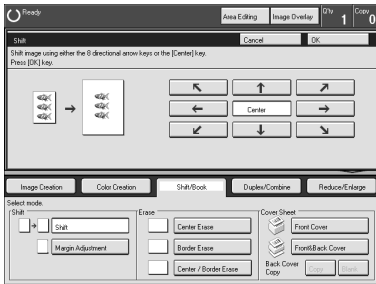 Ready
Area Editing
Image Overlay
Q'ty
1
Copy
0
Shift
Cancel
OK
Shift image using either the 8 directional arrow keys or the [Center] key.
Press [OK] key.
Center
Image Creation
Color Creation
Shift/Book
Duplex/Combine
Reduce/Enlarge
Select mode.
Shift
Erase
Cover Sheet
Shift
Center Erase
Front Cover
Margin Adjustment
Border Erase
Front&Back Cover
Center / Border Erase
Back Cover
Copy
Copy
Blank